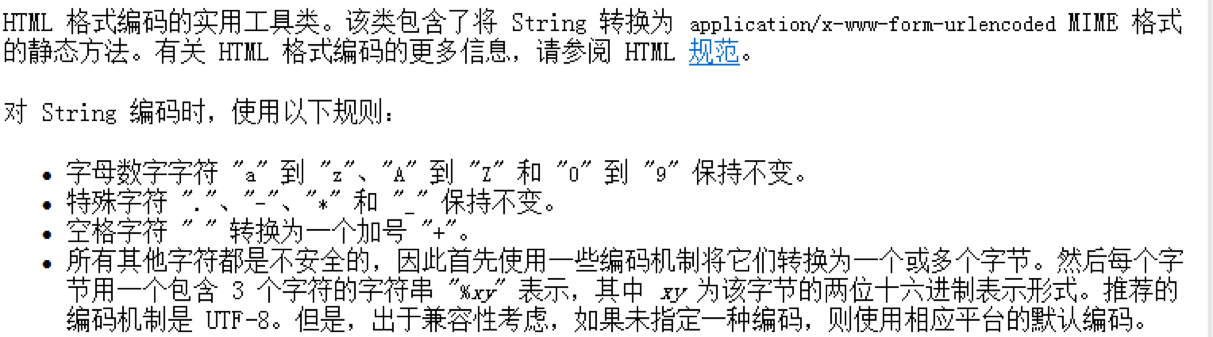 HTML 格式编码的实用工具类。该类包含了将 String 转换为 application/x-www-form-urlencoded MIME 格式
的静态方法。有关 HTML 格式编码的更多信息，请参阅 HTML 规范。
对 String 编码时，使用以下规则：
• 字母数字字符 "a" 到 "z"、"A" 到 "Z" 和 "0" 到 "9" 保持不变。
• 特殊字符 "."、"-"、"*" 和 "_" 保持不变。
• 空格字符 " " 转换为一个加号 "+"。
• 所有其他字符都是不安全的，因此首先使用一些编码机制将它们转换为一个或多个字节。然后每个字
节用一个包含 3 个字符的字符串 "%xy" 表示，其中 xy 为该字节的两位十六进制表示形式。推荐的
编码机制是 UTF-8。但是，出于兼容性考虑，如果未指定一种编码，则使用相应平台的默认编码。